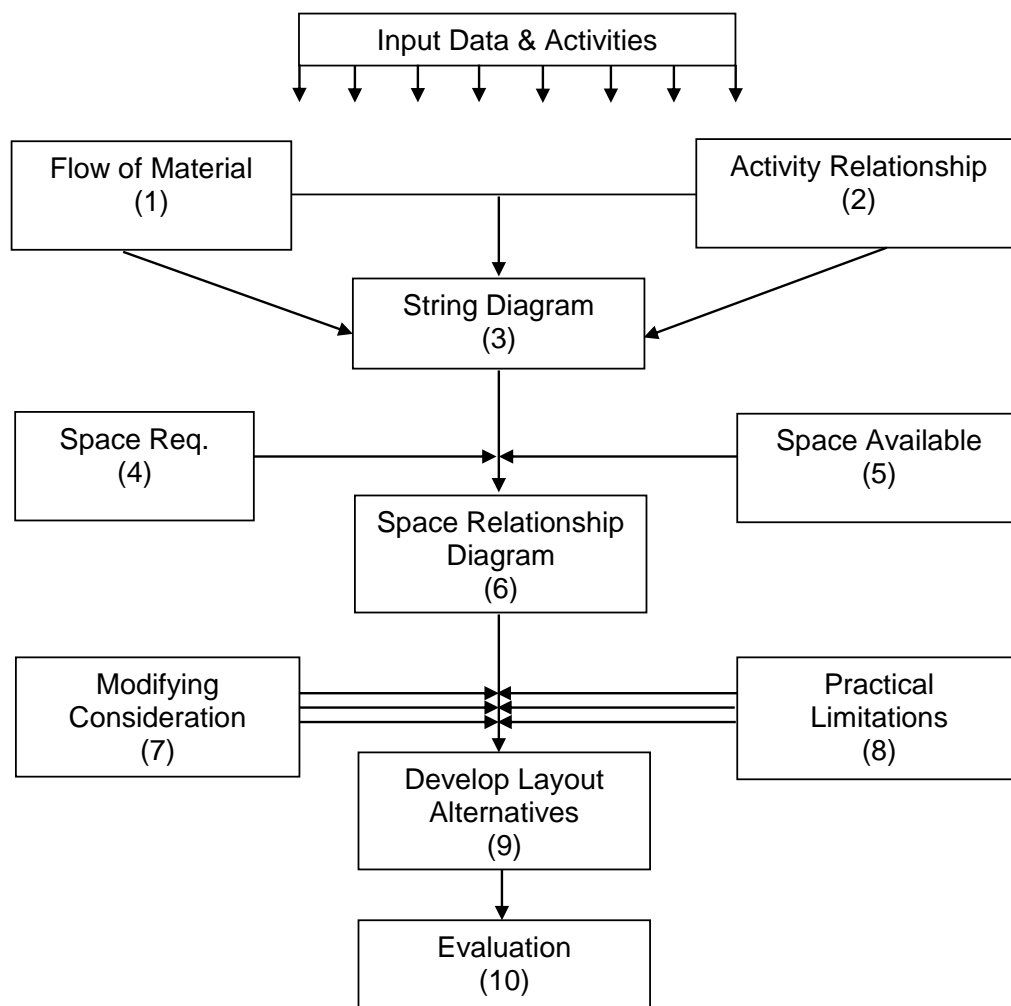 Input Data & Activities
Flow of Material
(1)
Activity Relationship
(2)
String Diagram
(3)
Space Req.
(4)
Space Available
(5)
Space Relationship
Diagram
(6)
Modifying
Consideration
(7)
Practical
Limitations
(8)
Develop Layout
Alternatives
(9)
Evaluation
(10)